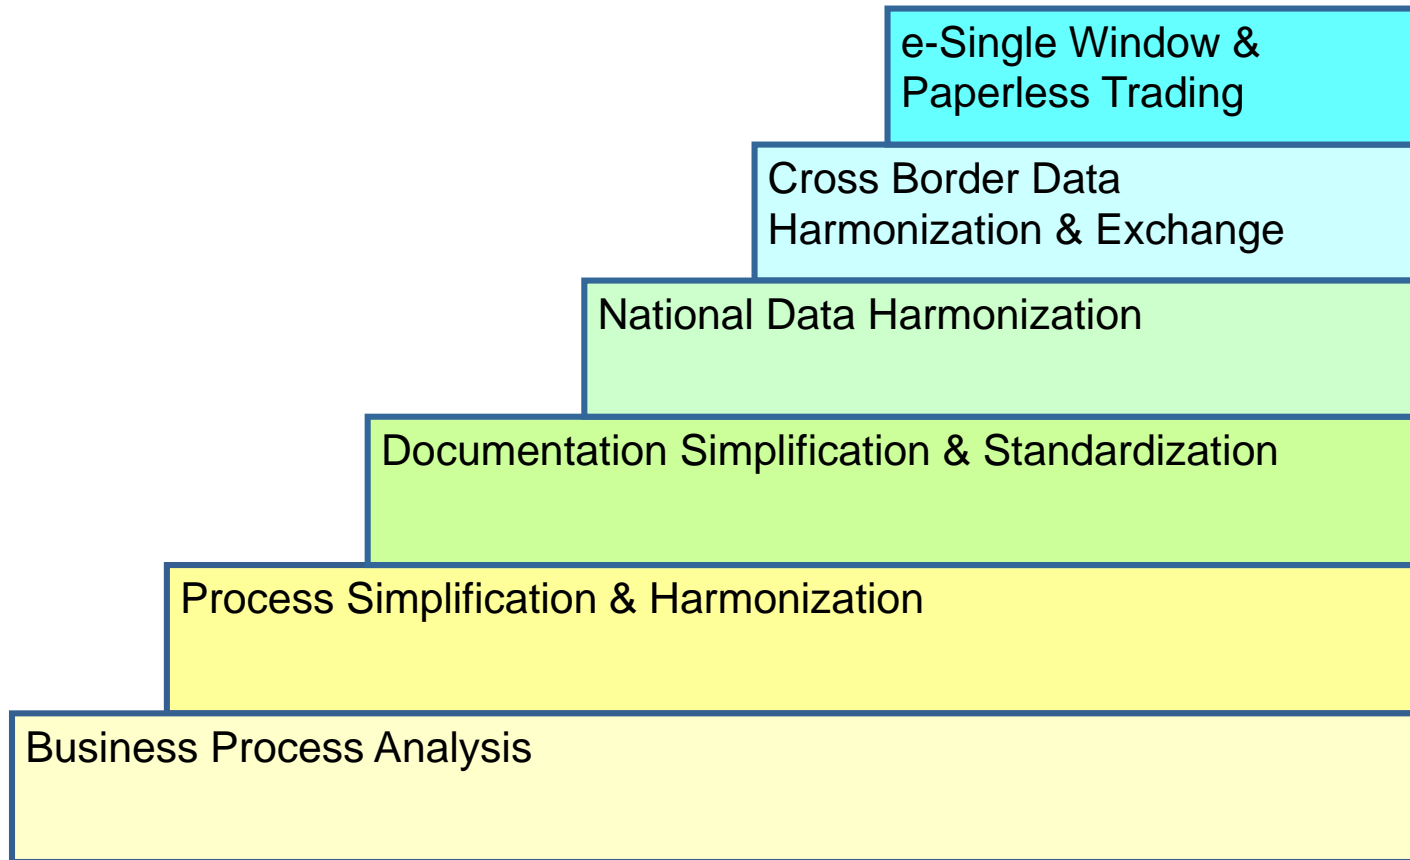 e-Single Window &
Paperless Trading
Cross Border Data
Harmonization & Exchange
National Data Harmonization
Documentation Simplification & Standardization
Process Simplification & Harmonization
Business Process Analysis